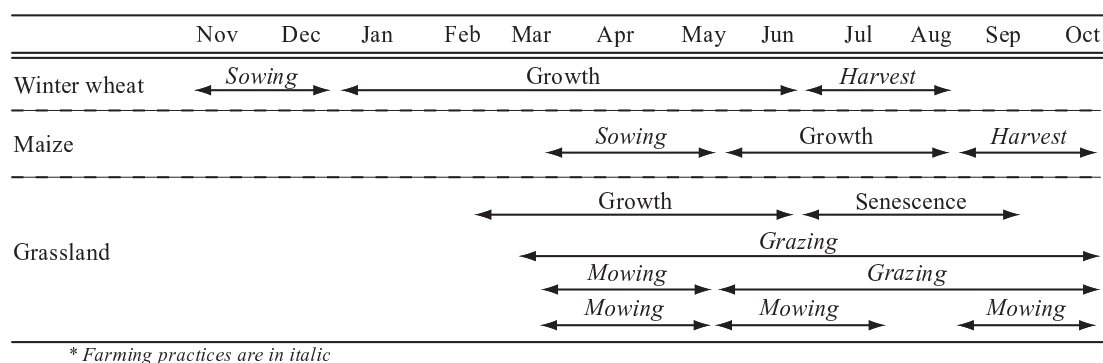 Nov Dec Jan Feb Mar Apr May Jun Jul Aug Sep Oct
Winter wheat Sowing Growth Harvest
Maize Sowing Growth Harvest
Growth Senescence
Grassland
Grazing
Mowing Grazing
Mowing Mowing Mowing
* Farming practices are in italic